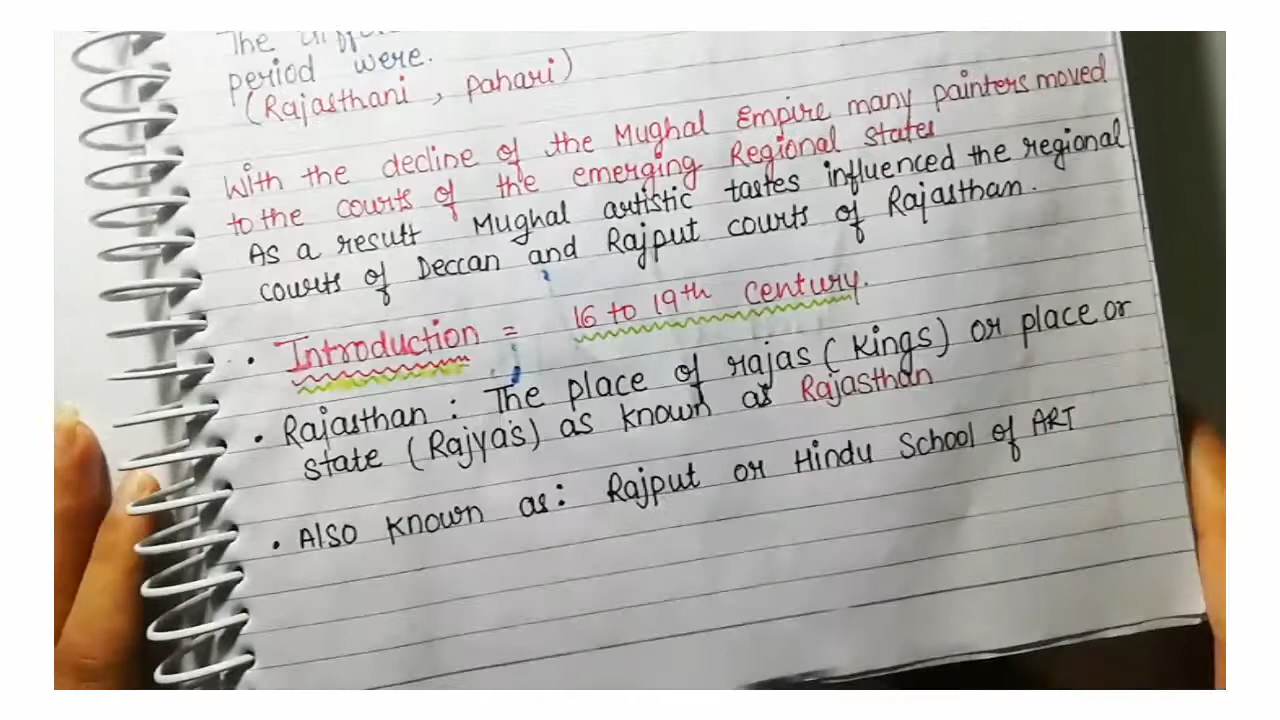 The
period were.
(Rajasthani, pahari)
With the decline of the Mughal Empire many painters moved
to the courts of the emerging Regional states
As a result Mughal artistic tastes influenced the regional
courts of Deccan and Rajput courts of Rajasthan.
• Introduction = 16 to 19th century.
• Rajasthan : The place of rajas (Kings) or place or
state (Rajya's) as known as Rajasthan
• Also known as: Rajput or Hindu School of ART